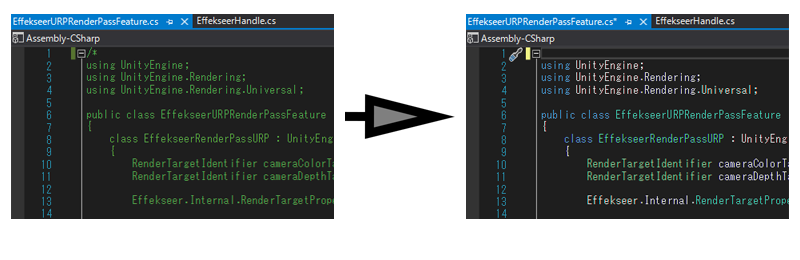 EffekseerURPRenderPassFeature.cs EffekseerHandle.cs
Assembly-CSharp
1 /*
2 using UnityEngine;
3 using UnityEngine.Rendering;
4 using UnityEngine.Rendering.Universal;
5
6 public class EffekseerURPRenderPassFeature
7 {
8 class EffekseerRenderPassURP : UnityEng
9 {
10 RenderTargetIdentifier cameraColorTa
11 RenderTargetIdentifier cameraDepthTa
12
13 Effekseer.Internal.RenderTargetPrope
14
EffekseerURPRenderPassFeature.cs* EffekseerHandle.cs
Assembly-CSharp
1
2 using UnityEngine;
3 using UnityEngine.Rendering;
4 using UnityEngine.Rendering.Universal;
5
6 public class EffekseerURPRenderPassFeature
7 {
8 class EffekseerRenderPassURP : UnityEng
9 {
10 RenderTargetIdentifier cameraColorTa
11 RenderTargetIdentifier cameraDepthTa
12
13 Effekseer.Internal.RenderTargetPrope
14